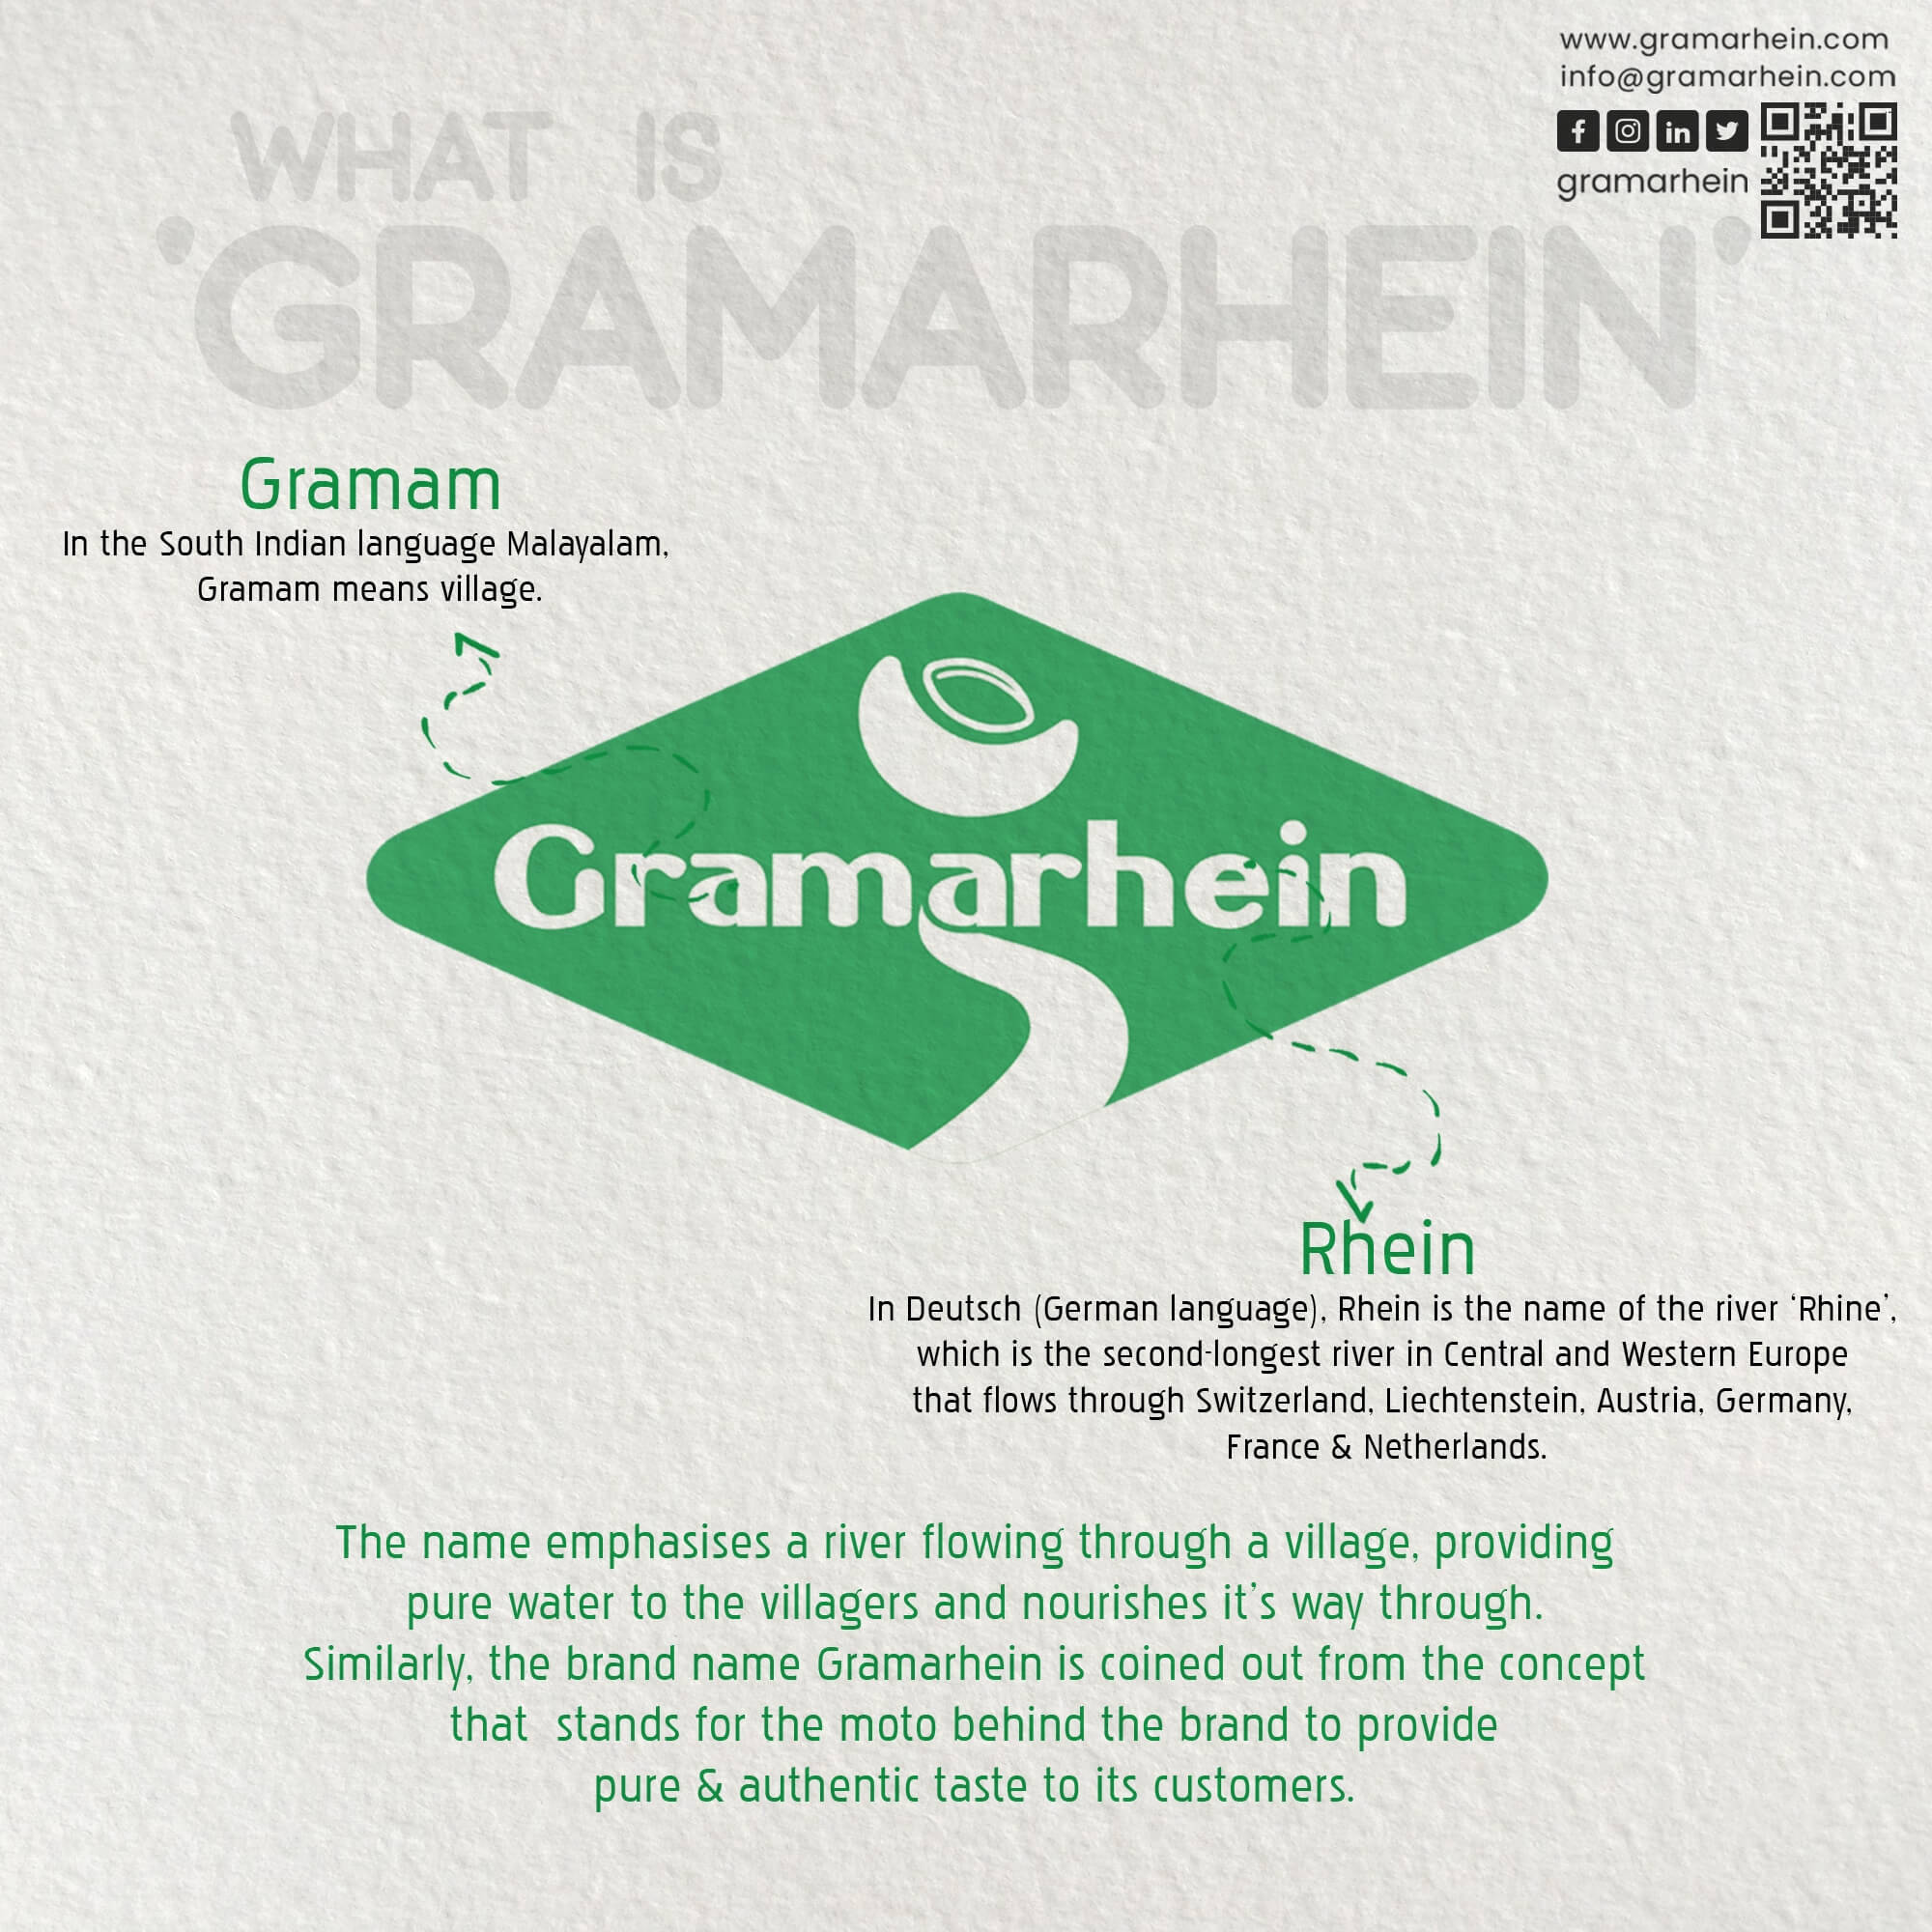 www.gramarhein.com
info@gramarhein.com
gramarhein
WHAT IS
‘GRAMARHEIN’
Gramam
In the South Indian language Malayalam,
Gramam means village.
Gramarhein
Rhein
In Deutsch (German language), Rhein is the name of the river ‘Rhine’,
which is the second-longest river in Central and Western Europe
that flows through Switzerland, Liechtenstein, Austria, Germany,
France & Netherlands.
The name emphasises a river flowing through a village, providing
pure water to the villagers and nourishes it’s way through.
Similarly, the brand name Gramarhein is coined out from the concept
that stands for the moto behind the brand to provide
pure & authentic taste to its customers.